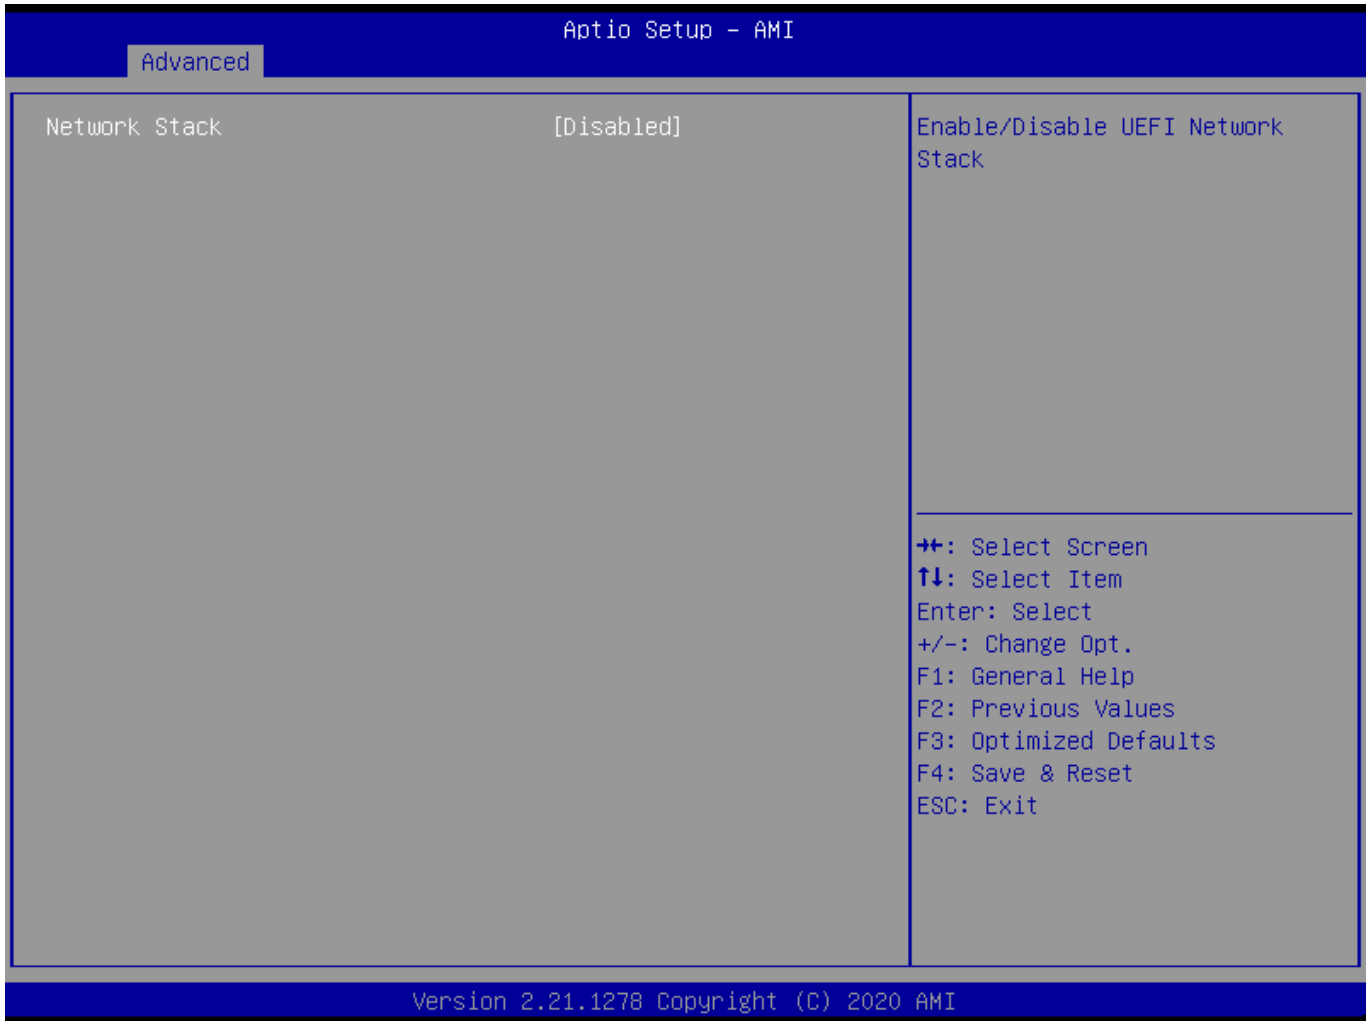 Aptio Setup – AMI
Advanced
Network Stack [Disabled]
Enable/Disable UEFI Network
Stack
→←: Select Screen
↑↓: Select Item
Enter: Select
+/-: Change Opt.
F1: General Help
F2: Previous Values
F3: Optimized Defaults
F4: Save & Reset
ESC: Exit
Version 2.21.1278 Copyright (C) 2020 AMI